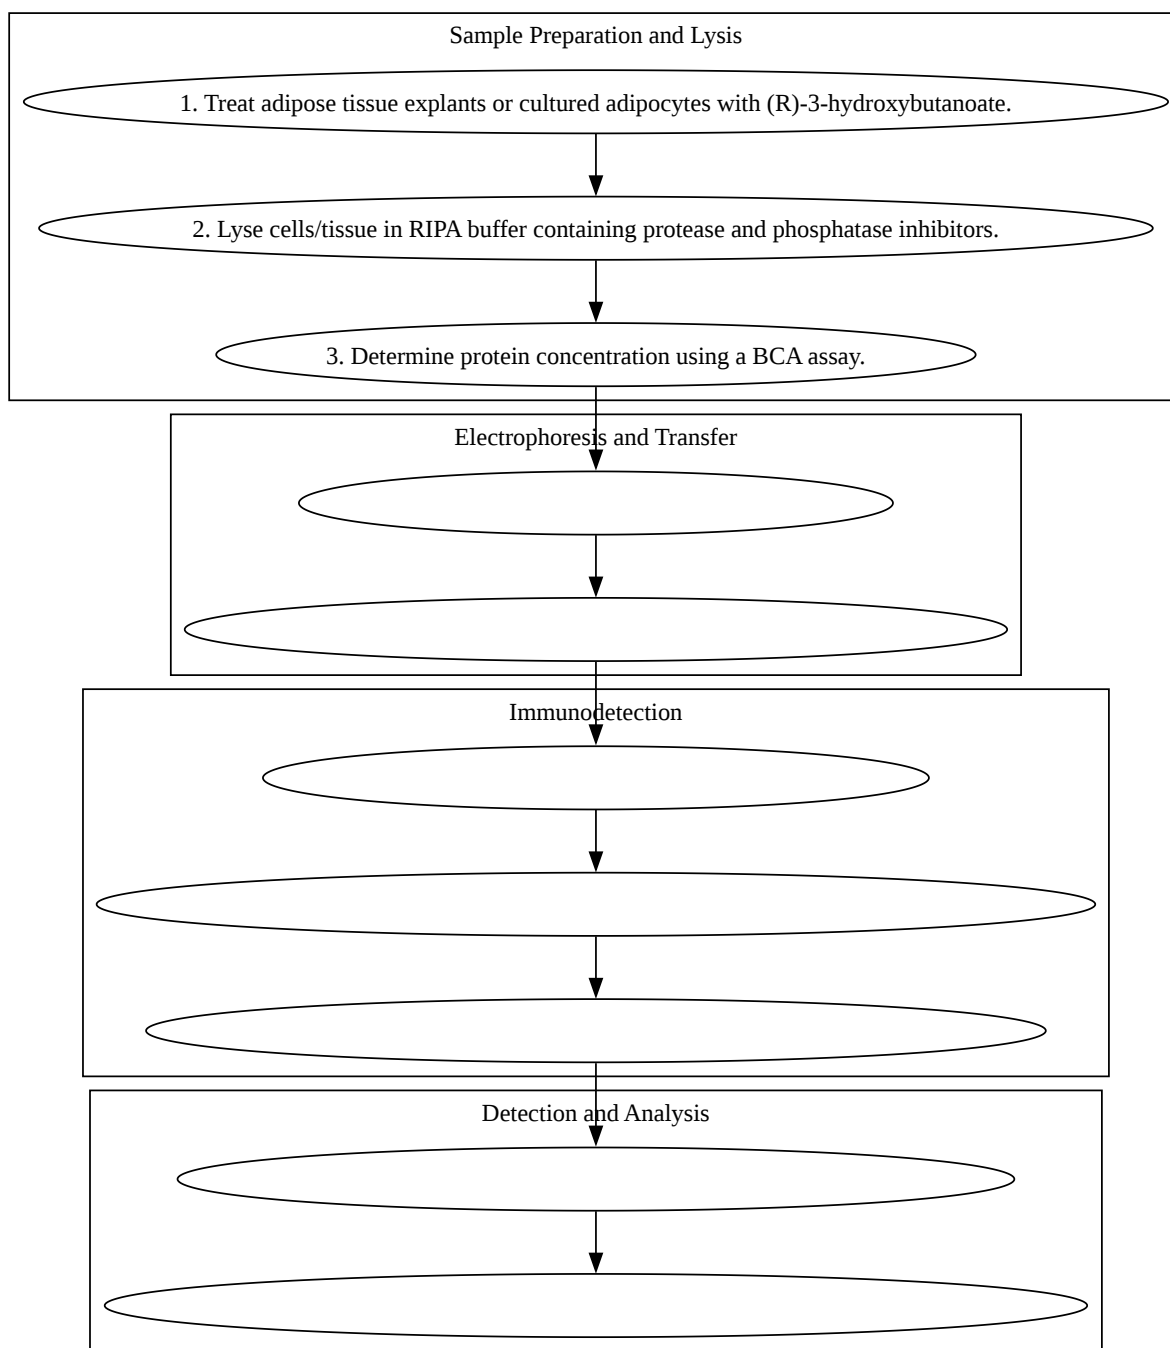 Sample Preparation and Lysis
1. Treat adipose tissue explants or cultured adipocytes with (R)-3-hydroxybutanoate.
2. Lyse cells/tissue in RIPA buffer containing protease and phosphatase inhibitors.
3. Determine protein concentration using a BCA assay.
Electrophoresis and Transfer
Immunodetection
Detection and Analysis